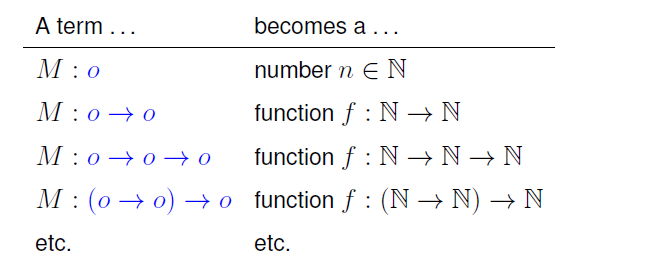 A term ... becomes a ...
M : o number n ∈ ℕ
M : o → o function f : ℕ → ℕ
M : o → o → o function f : ℕ → ℕ → ℕ
M : (o → o) → o function f : (ℕ → ℕ) → ℕ
etc. etc.